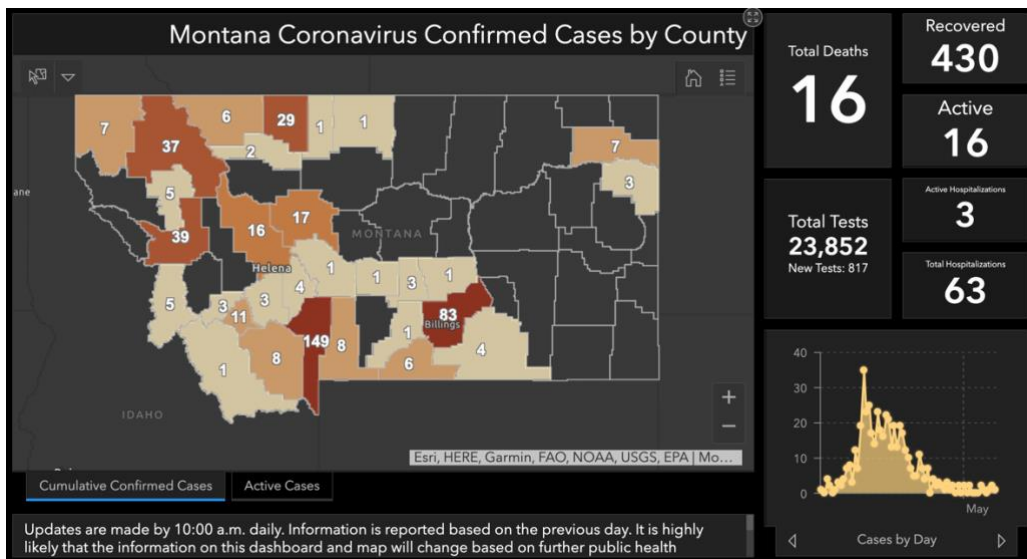 Montana Coronavirus Confirmed Cases by County
7
37
6
29
1
1
2
5
39
16
17
7
3
ane
MONTANA
Helena
5
3
11
3
4
1
1
3
1
149
8
8
1
83
Billings
1
6
4
IDAHO
+
−
Esri, HERE, Garmin, FAO, NOAA, USGS, EPA | Mo...
Cumulative Confirmed Cases
Active Cases
Updates are made by 10:00 a.m. daily. Information is reported based on the previous day. It is highly
likely that the information on this dashboard and map will change based on further public health
Total Deaths
16
Recovered
430
Active
16
Total Tests
23,852
New Tests: 817
Active Hospitalizations
3
Total Hospitalizations
63
40
30
20
10
0
May
Cases by Day